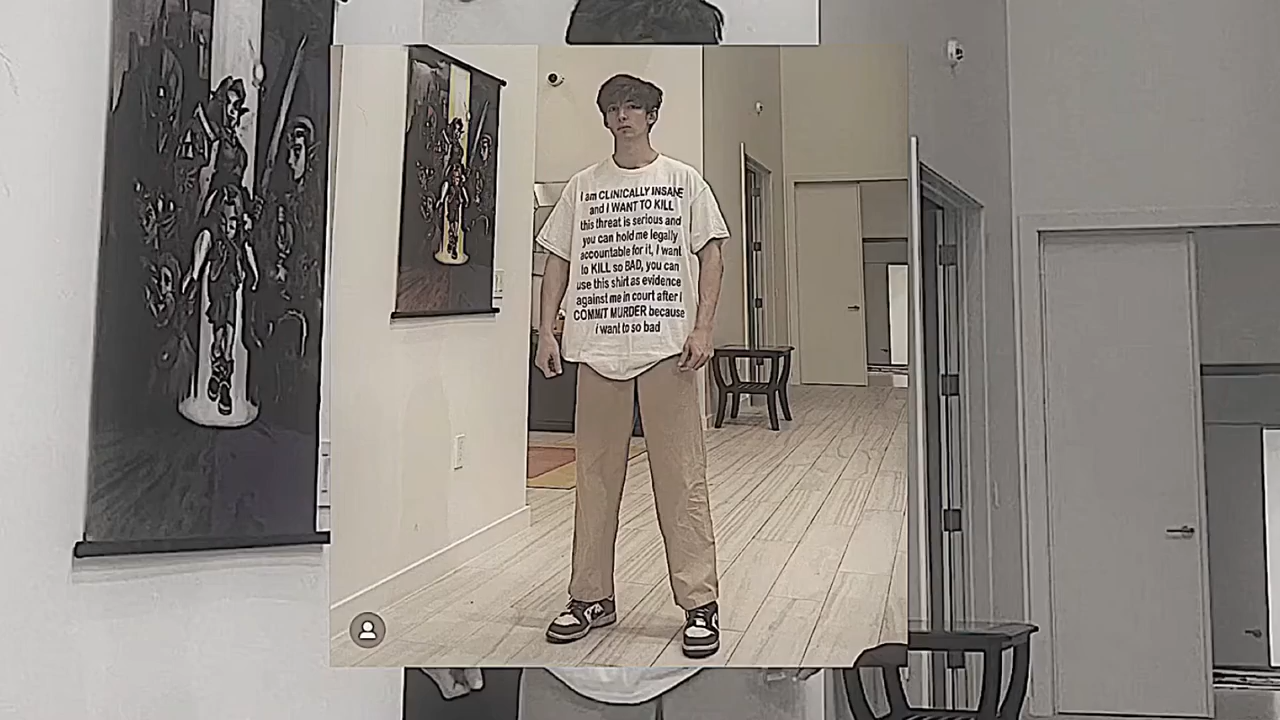 I am CLINICALLY INSANE
and I WANT TO KILL
this threat is serious and
you can hold me legally
accountable for it, I want
to KILL so BAD, you can
use this shirt as evidence
against me in court after I
COMMIT MURDER because
i want to so bad